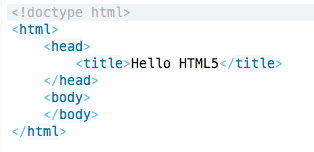 <!doctype html>
<html>
    <head>
        <title>Hello HTML5</title>
    </head>
    <body>
    </body>
</html>